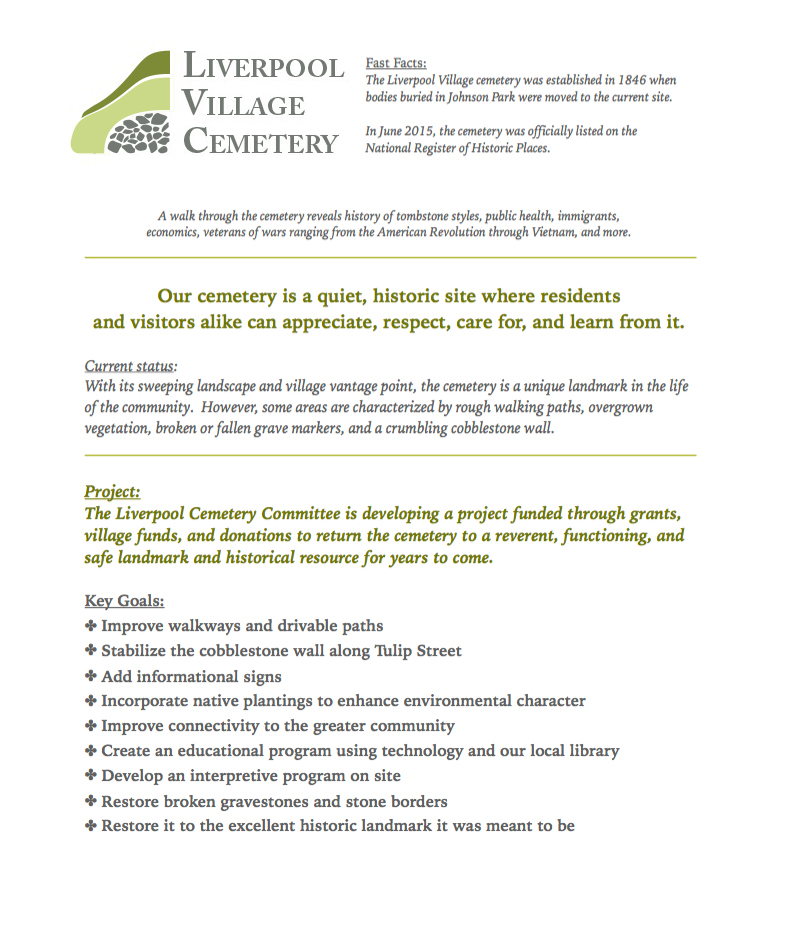 LIVERPOOL
VILLAGE
CEMETERY
Fast Facts:
The Liverpool Village cemetery was established in 1846 when
bodies buried in Johnson Park were moved to the current site.
In June 2015, the cemetery was officially listed on the
National Register of Historic Places.
A walk through the cemetery reveals history of tombstone styles, public health, immigrants,
economics, veterans of wars ranging from the American Revolution through Vietnam, and more.
Our cemetery is a quiet, historic site where residents
and visitors alike can appreciate, respect, care for, and learn from it.
Current status:
With its sweeping landscape and village vantage point, the cemetery is a unique landmark in the life
of the community.  However, some areas are characterized by rough walking paths, overgrown
vegetation, broken or fallen grave markers, and a crumbling cobblestone wall.
Project:
The Liverpool Cemetery Committee is developing a project funded through grants,
village funds, and donations to return the cemetery to a reverent, functioning, and
safe landmark and historical resource for years to come.
Key Goals:
✤ Improve walkways and drivable paths
✤ Stabilize the cobblestone wall along Tulip Street
✤ Add informational signs
✤ Incorporate native plantings to enhance environmental character
✤ Improve connectivity to the greater community
✤ Create an educational program using technology and our local library
✤ Develop an interpretive program on site
✤ Restore broken gravestones and stone borders
✤ Restore it to the excellent historic landmark it was meant to be